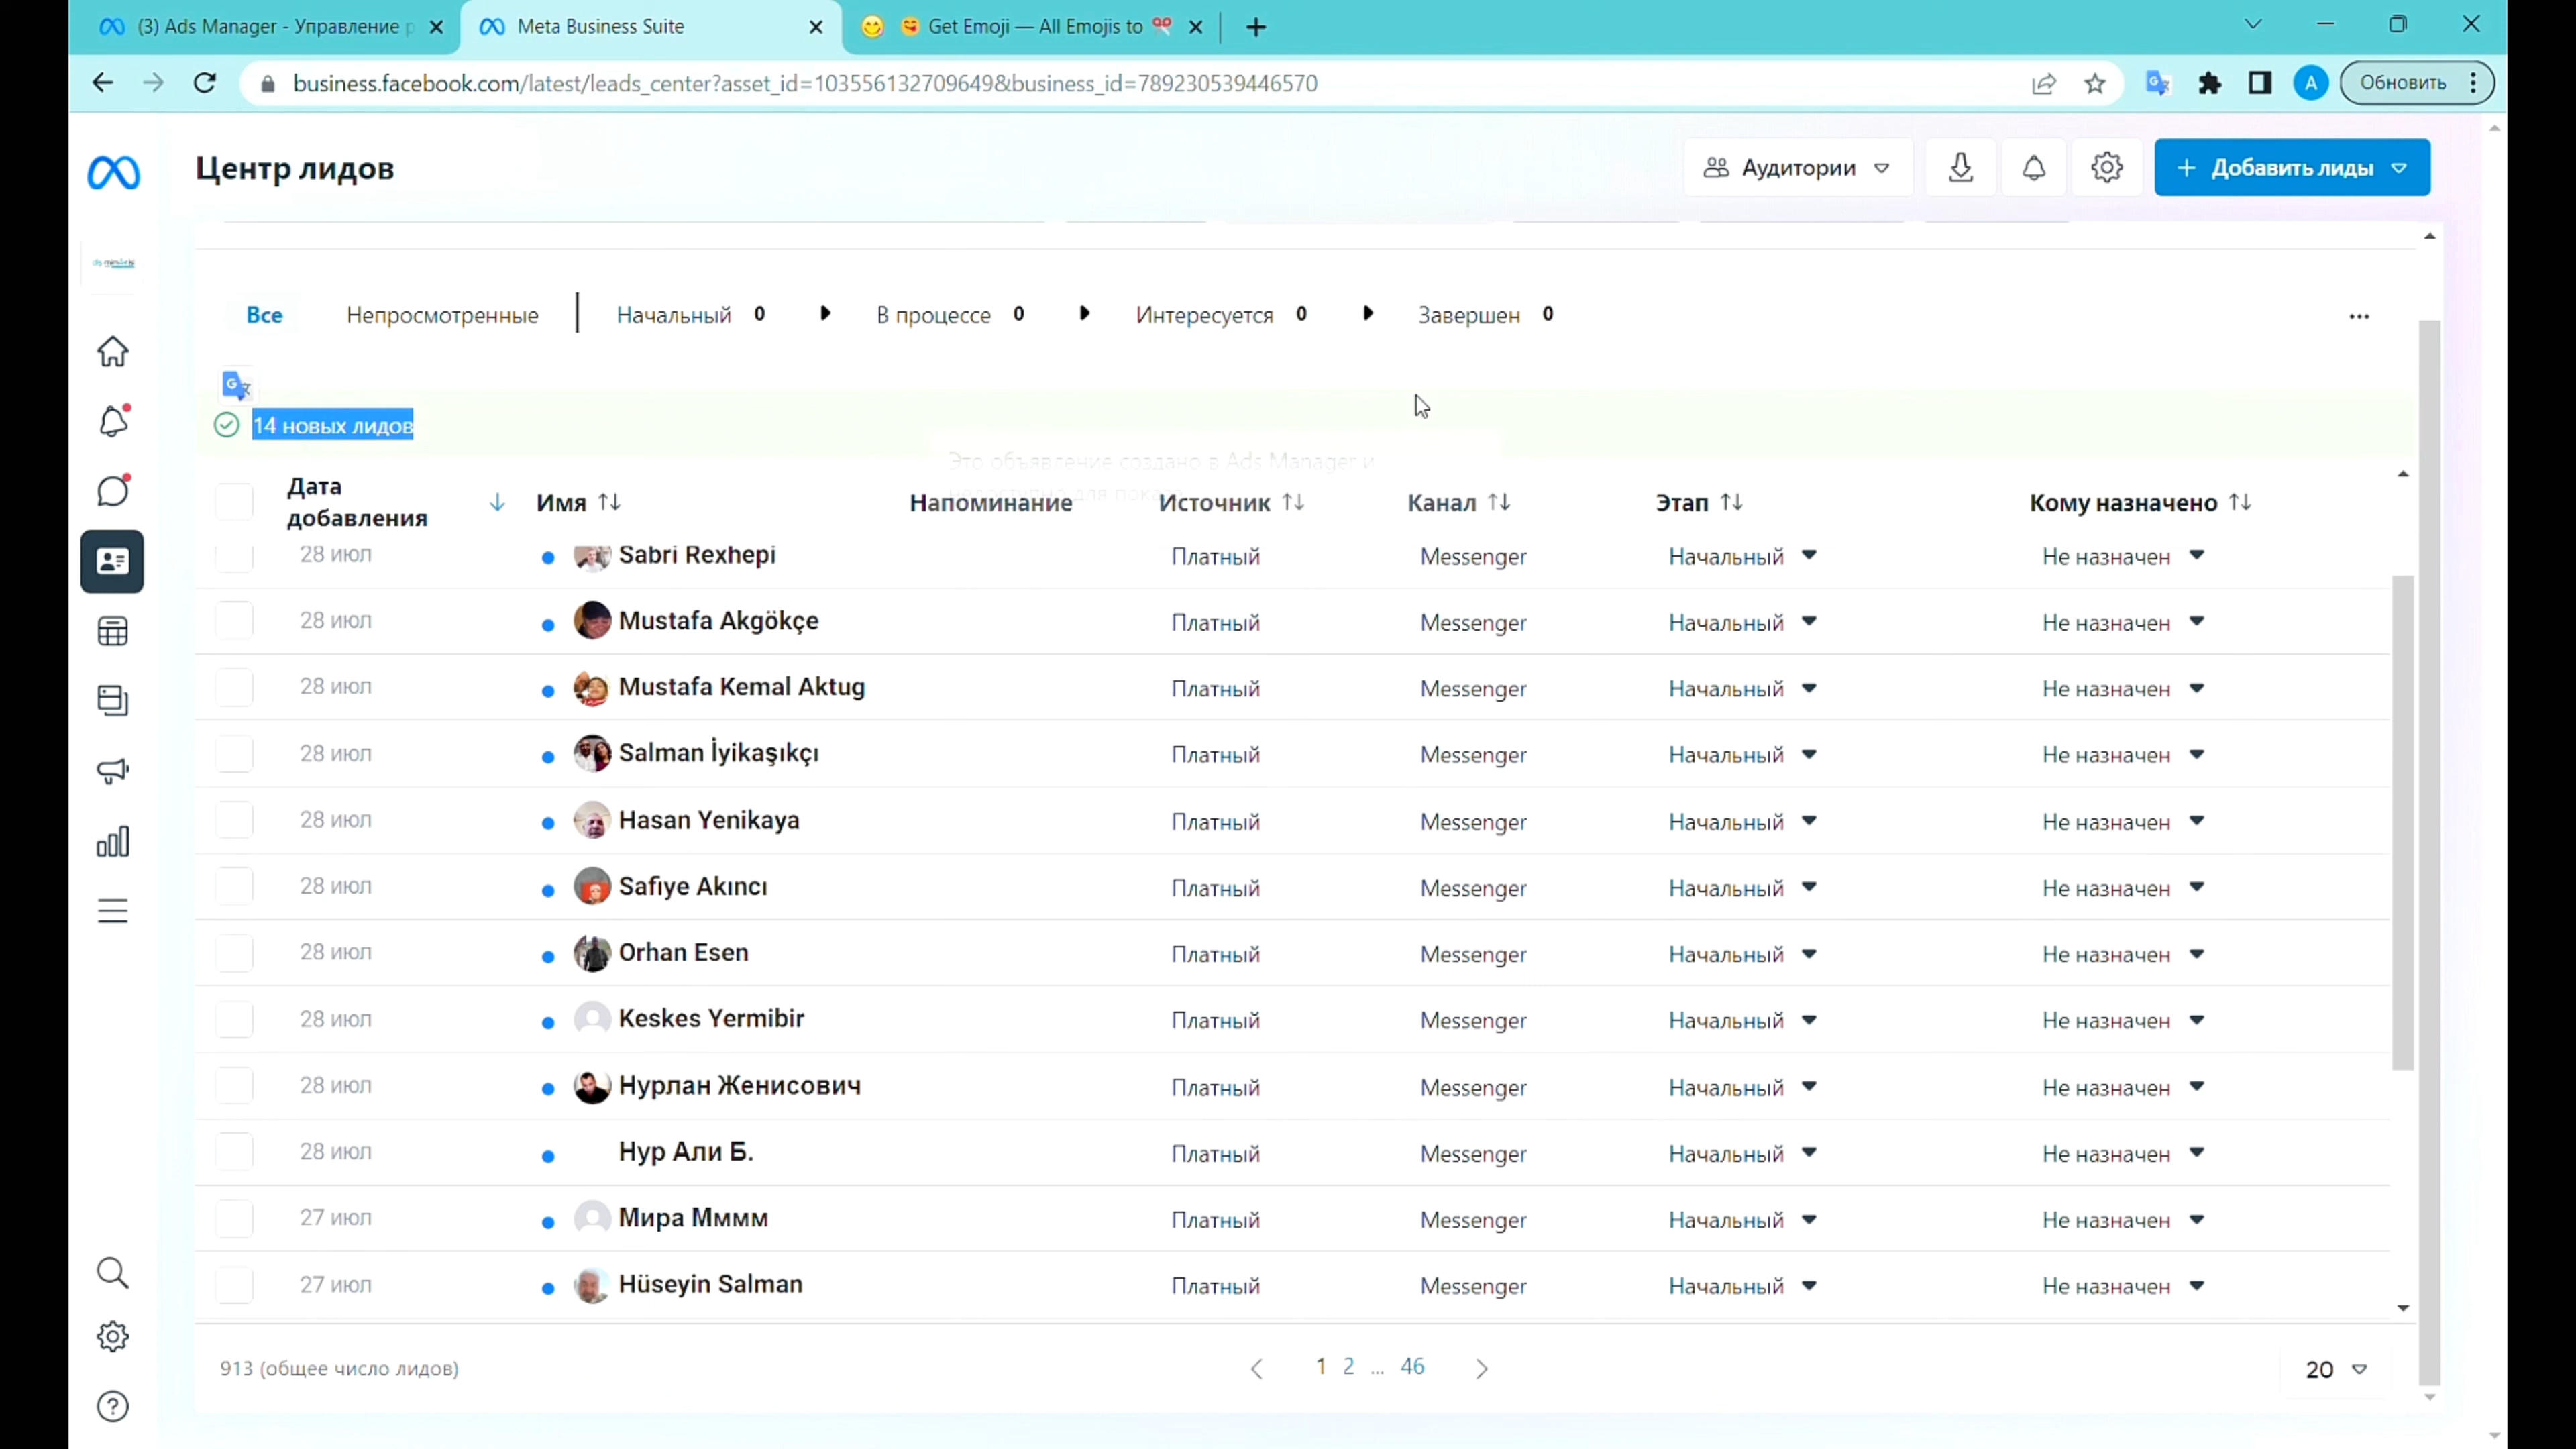 (3) Ads Manager - Управление р
Meta Business Suite
Get Emoji — All Emojis to
business.facebook.com/latest/leads_center?asset_id=103556132709649&business_id=789230539446570
A
Обновить
Центр лидов
Аудитории
+ Добавить лиды
Все Непросмотренные Начальный 0 В процессе 0 Интересуется 0 Завершен 0
14 новых лидов
Это объявление создано в Ads Manager и
Дата добавления Имя Напоминание Источник Канал Этап Кому назначено
28 июл Sabri Rexhepi Платный Messenger Начальный Не назначен
28 июл Mustafa Akgökçe Платный Messenger Начальный Не назначен
28 июл Mustafa Kemal Aktug Платный Messenger Начальный Не назначен
28 июл Salman İyikaşıkçı Платный Messenger Начальный Не назначен
28 июл Hasan Yenikaya Платный Messenger Начальный Не назначен
28 июл Safiye Akıncı Платный Messenger Начальный Не назначен
28 июл Orhan Esen Платный Messenger Начальный Не назначен
28 июл Keskes Yermibir Платный Messenger Начальный Не назначен
28 июл Нурлан Женисович Платный Messenger Начальный Не назначен
28 июл Нур Али Б. Платный Messenger Начальный Не назначен
27 июл Мира Мммм Платный Messenger Начальный Не назначен
27 июл Hüseyin Salman Платный Messenger Начальный Не назначен
913 (общее число лидов)
1 2 ... 46
20